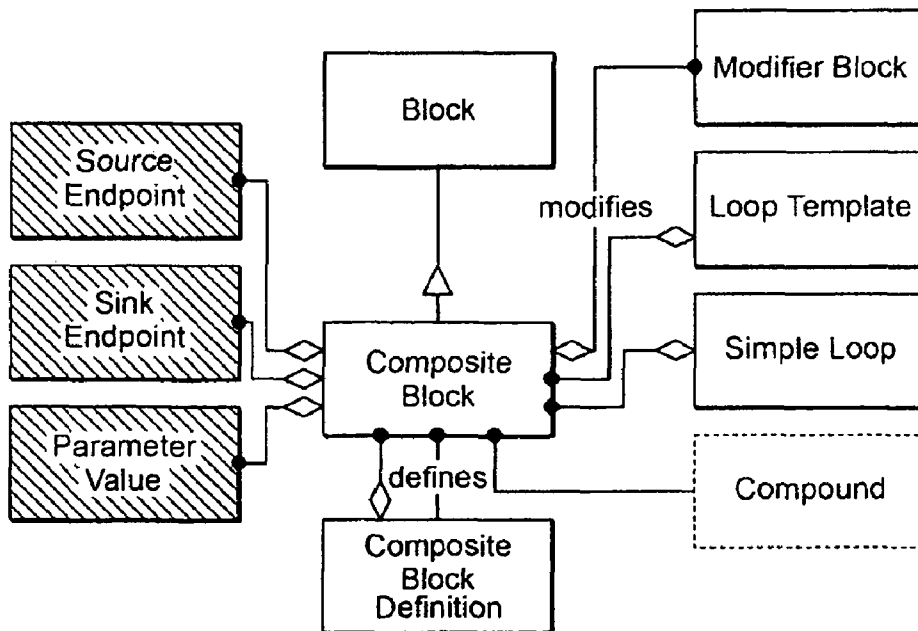 Block
Modifier Block
Source
Endpoint
modifies
Loop Template
Sink
Endpoint
Composite
Block
Simple Loop
Parameter
Value
defines
Compound
Composite
Block
Definition